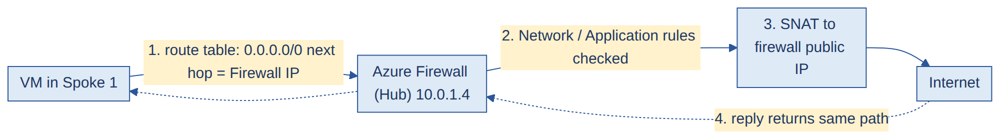 VM in Spoke 1
1. route table: 0.0.0.0/0 next
hop = Firewall IP
Azure Firewall
(Hub) 10.0.1.4
2. Network / Application rules
checked
3. SNAT to
firewall public
IP
Internet
4. reply returns same path